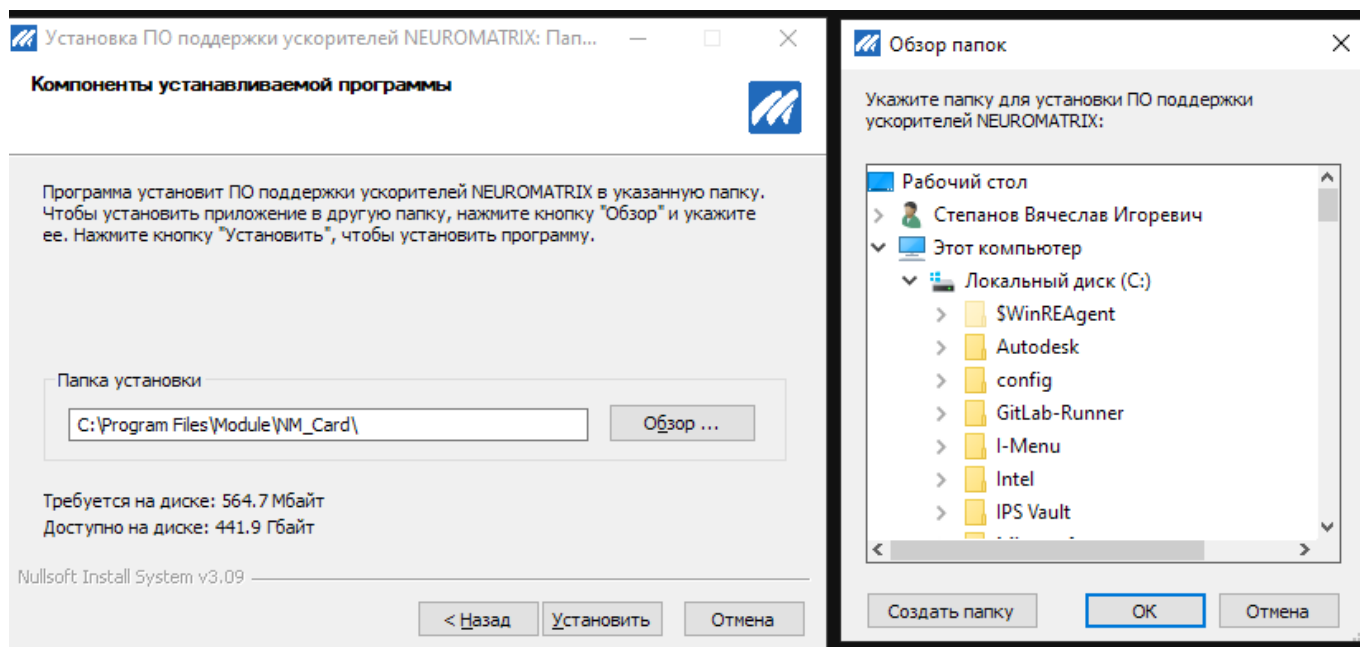 Установка ПО поддержки ускорителей NEUROMATRIX: Пап...
Компоненты устанавливаемой программы
Программа установит ПО поддержки ускорителей NEUROMATRIX в указанную папку.
Чтобы установить приложение в другую папку, нажмите кнопку "Обзор" и укажите
ее. Нажмите кнопку "Установить", чтобы установить программу.
Папка установки
C:\Program Files\Module\NM_Card\
Обзор ...
Требуется на диске: 564.7 Мбайт
Доступно на диске: 441.9 Гбайт
Nullsoft Install System v3.09
< Назад
Установить
Отмена
Обзор папок
Укажите папку для установки ПО поддержки
ускорителей NEUROMATRIX:
Рабочий стол
Степанов Вячеслав Игоревич
Этот компьютер
Локальный диск (C:)
$WinREAgent
Autodesk
config
GitLab-Runner
I-Menu
Intel
IPS Vault
Создать папку
ОК
Отмена